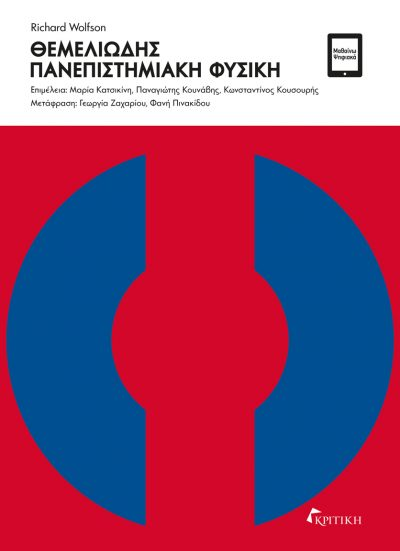 Richard Wolfson
ΘΕΜΕΛΙΩΔΗΣ
ΠΑΝΕΠΙΣΤΗΜΙΑΚΗ ΦΥΣΙΚΗ
Επιμέλεια: Μαρία Κατσικίνη, Παναγιώτης Κουνάβης, Κωνσταντίνος Κουσουρής
Μετάφραση: Γεωργία Ζαχαρίου, Φανή Πινακίδου
Μαθαίνω
Ψηφιακά
ΚΡΙΤΙΚΗ